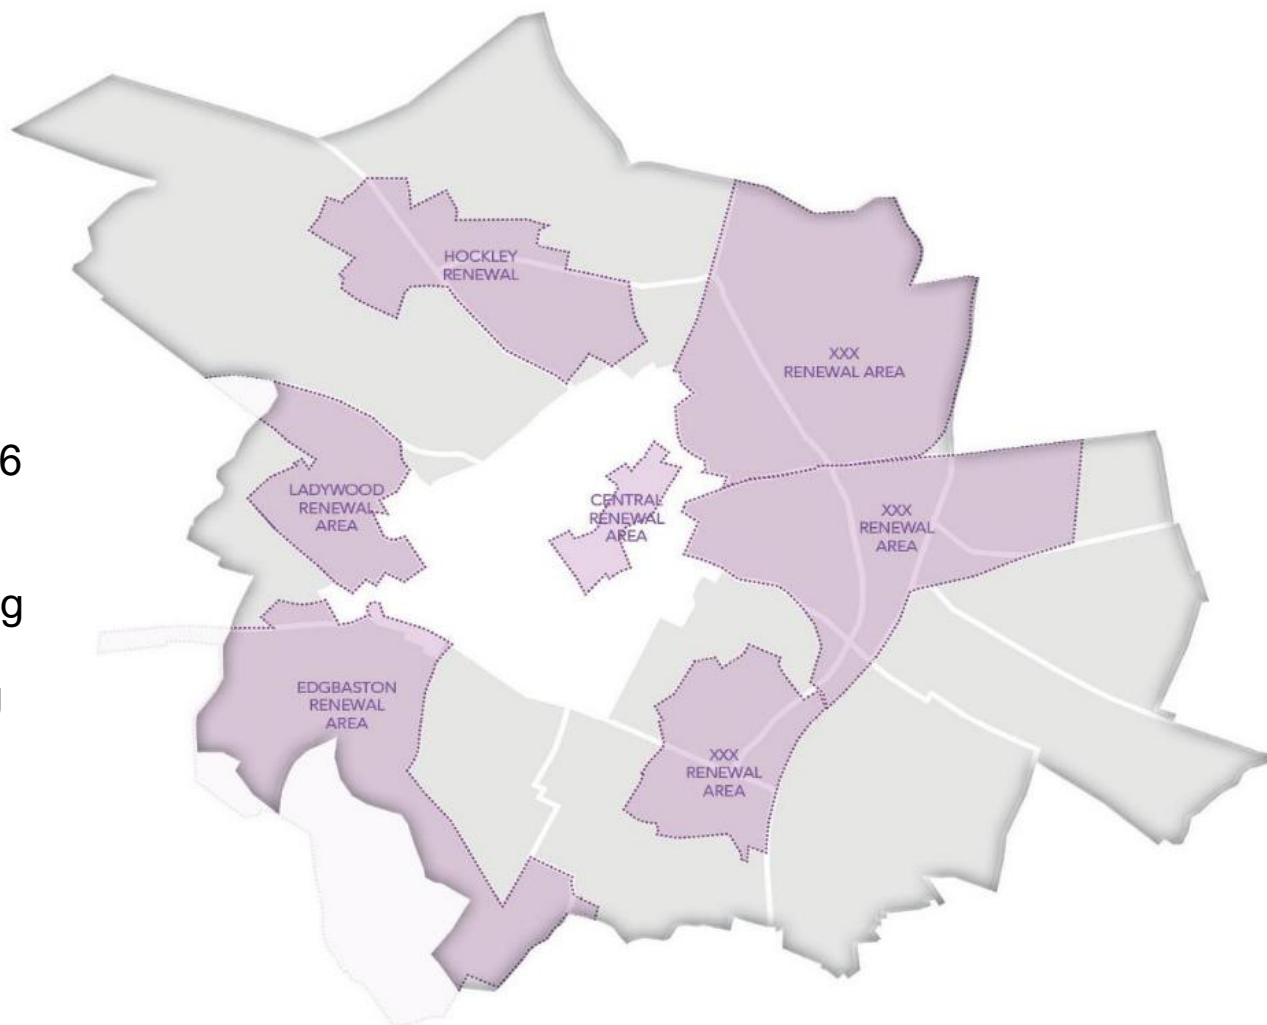 HOCKLEY
RENEWAL
XXX
RENEWAL AREA
6
LADYWOOD
RENEWAL
AREA
CENTRAL
RENEWAL
AREA
XXX
RENEWAL
AREA
g
EDGBASTON
RENEWAL
AREA
XXX
RENEWAL
AREA